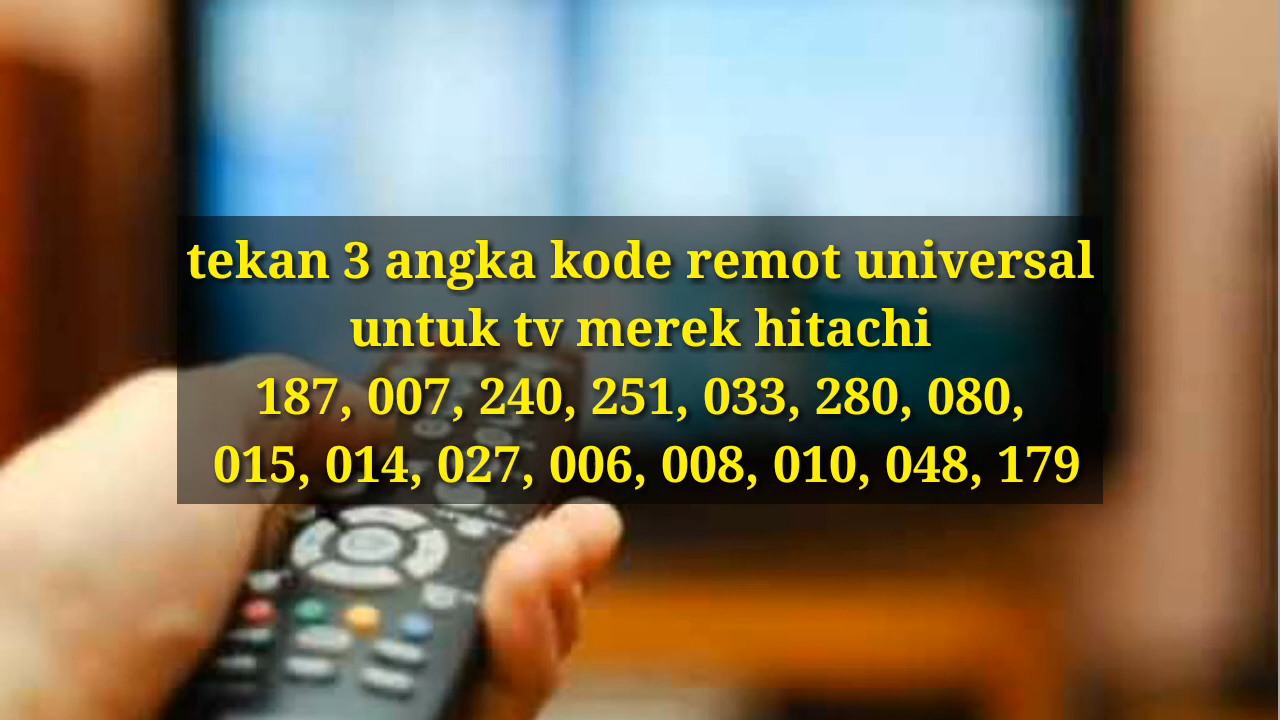 tekan 3 angka kode remot universal
untuk tv merek hitachi
187, 007, 240, 251, 033, 280, 080,
015, 014, 027, 006, 008, 010, 048, 179